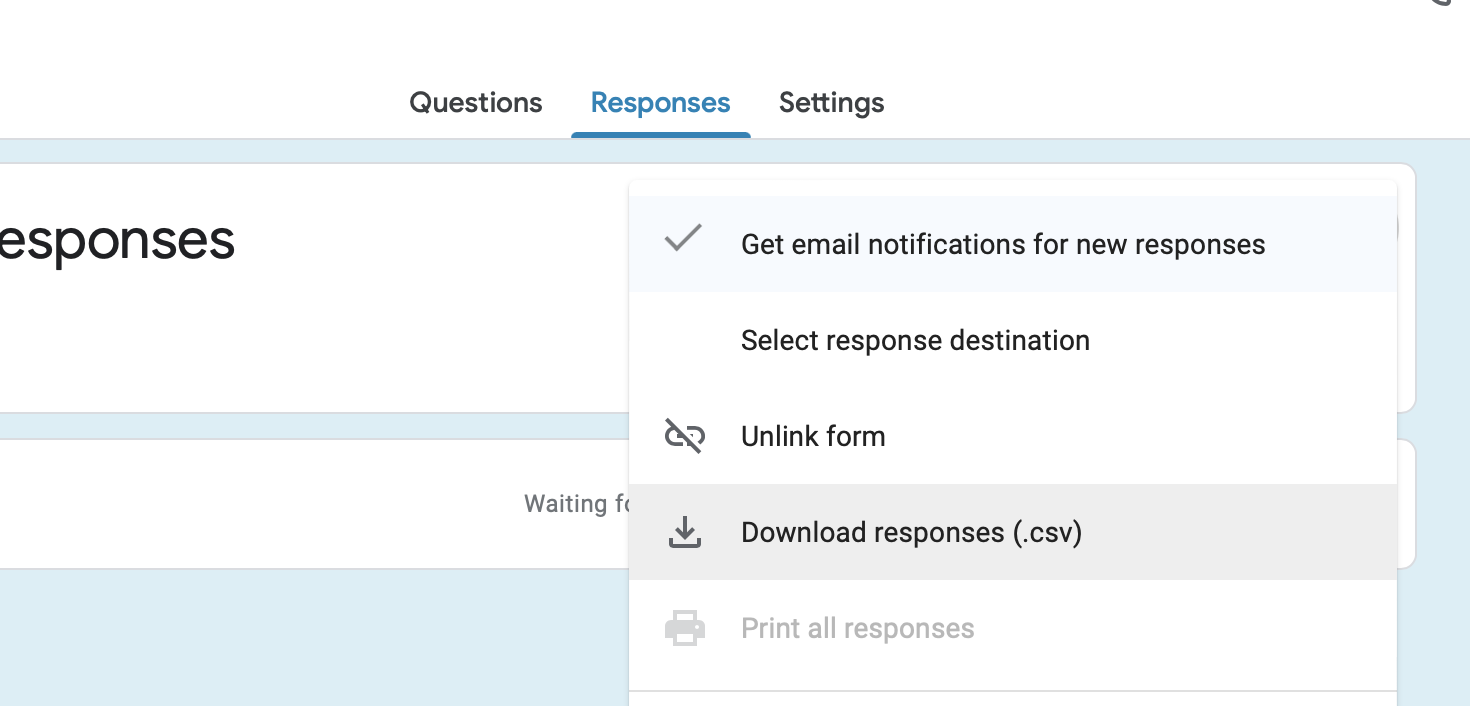 Questions
Responses
Settings
esponses
Get email notifications for new responses
Select response destination
Unlink form
Waiting fo
Download responses (.csv)
Print all responses